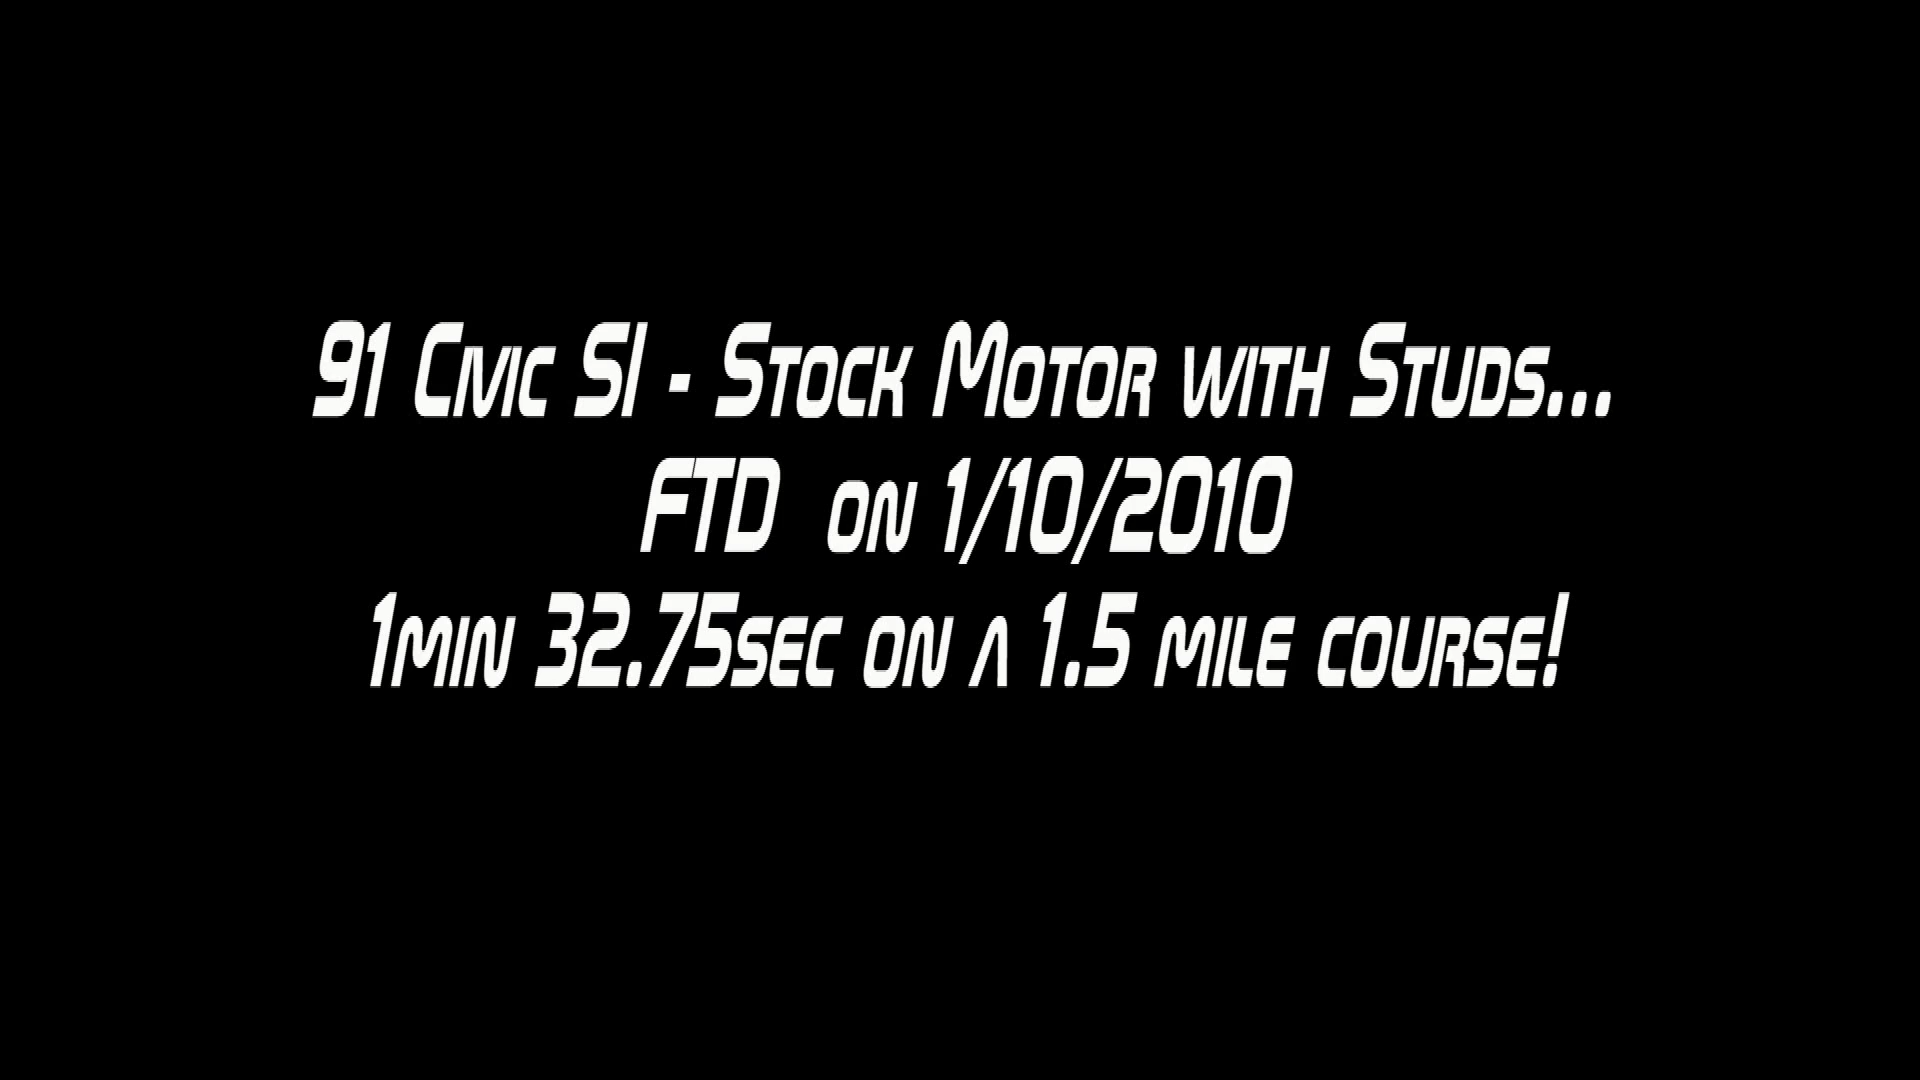 91 Civic SI - Stock Motor with Studs...
FTD  on 1/10/2010
1min 32.75sec on a 1.5 mile course!